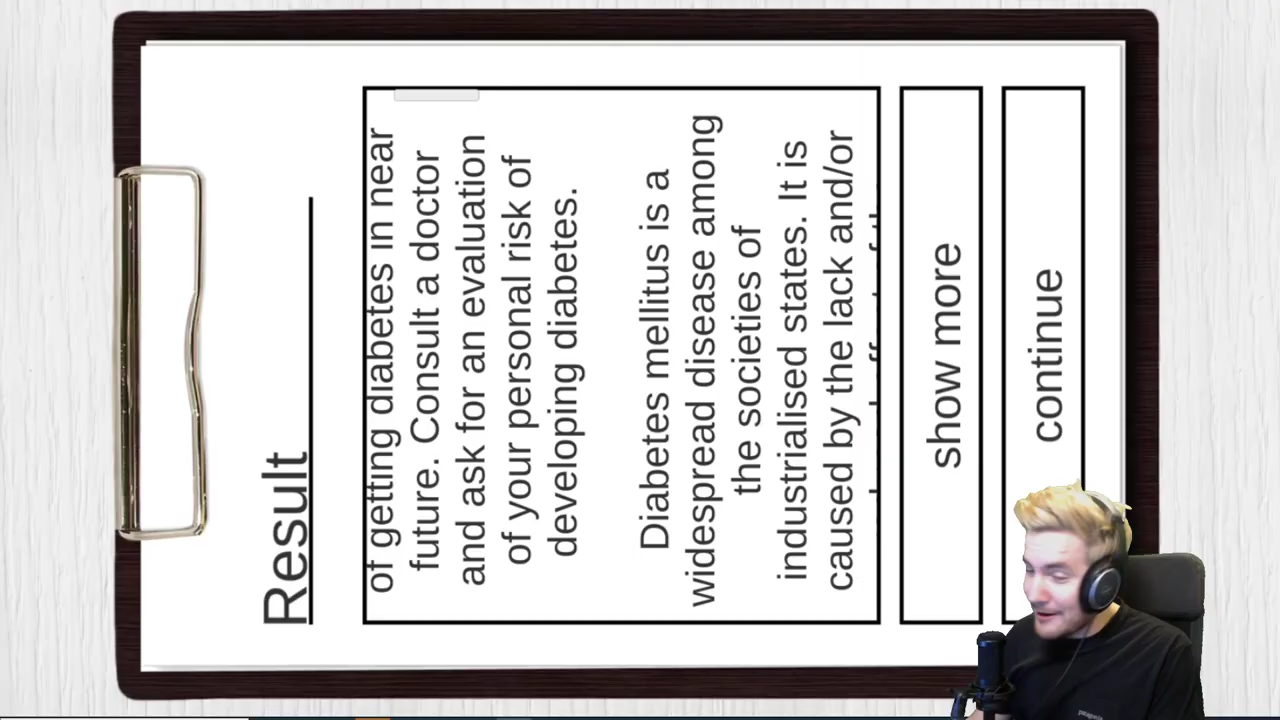 Result
of getting diabetes in near
future. Consult a doctor
and ask for an evaluation
of your personal risk of
developing diabetes.
Diabetes mellitus is a
widespread disease among
the societies of
industrialised states. It is
caused by the lack and/or
show more
continue